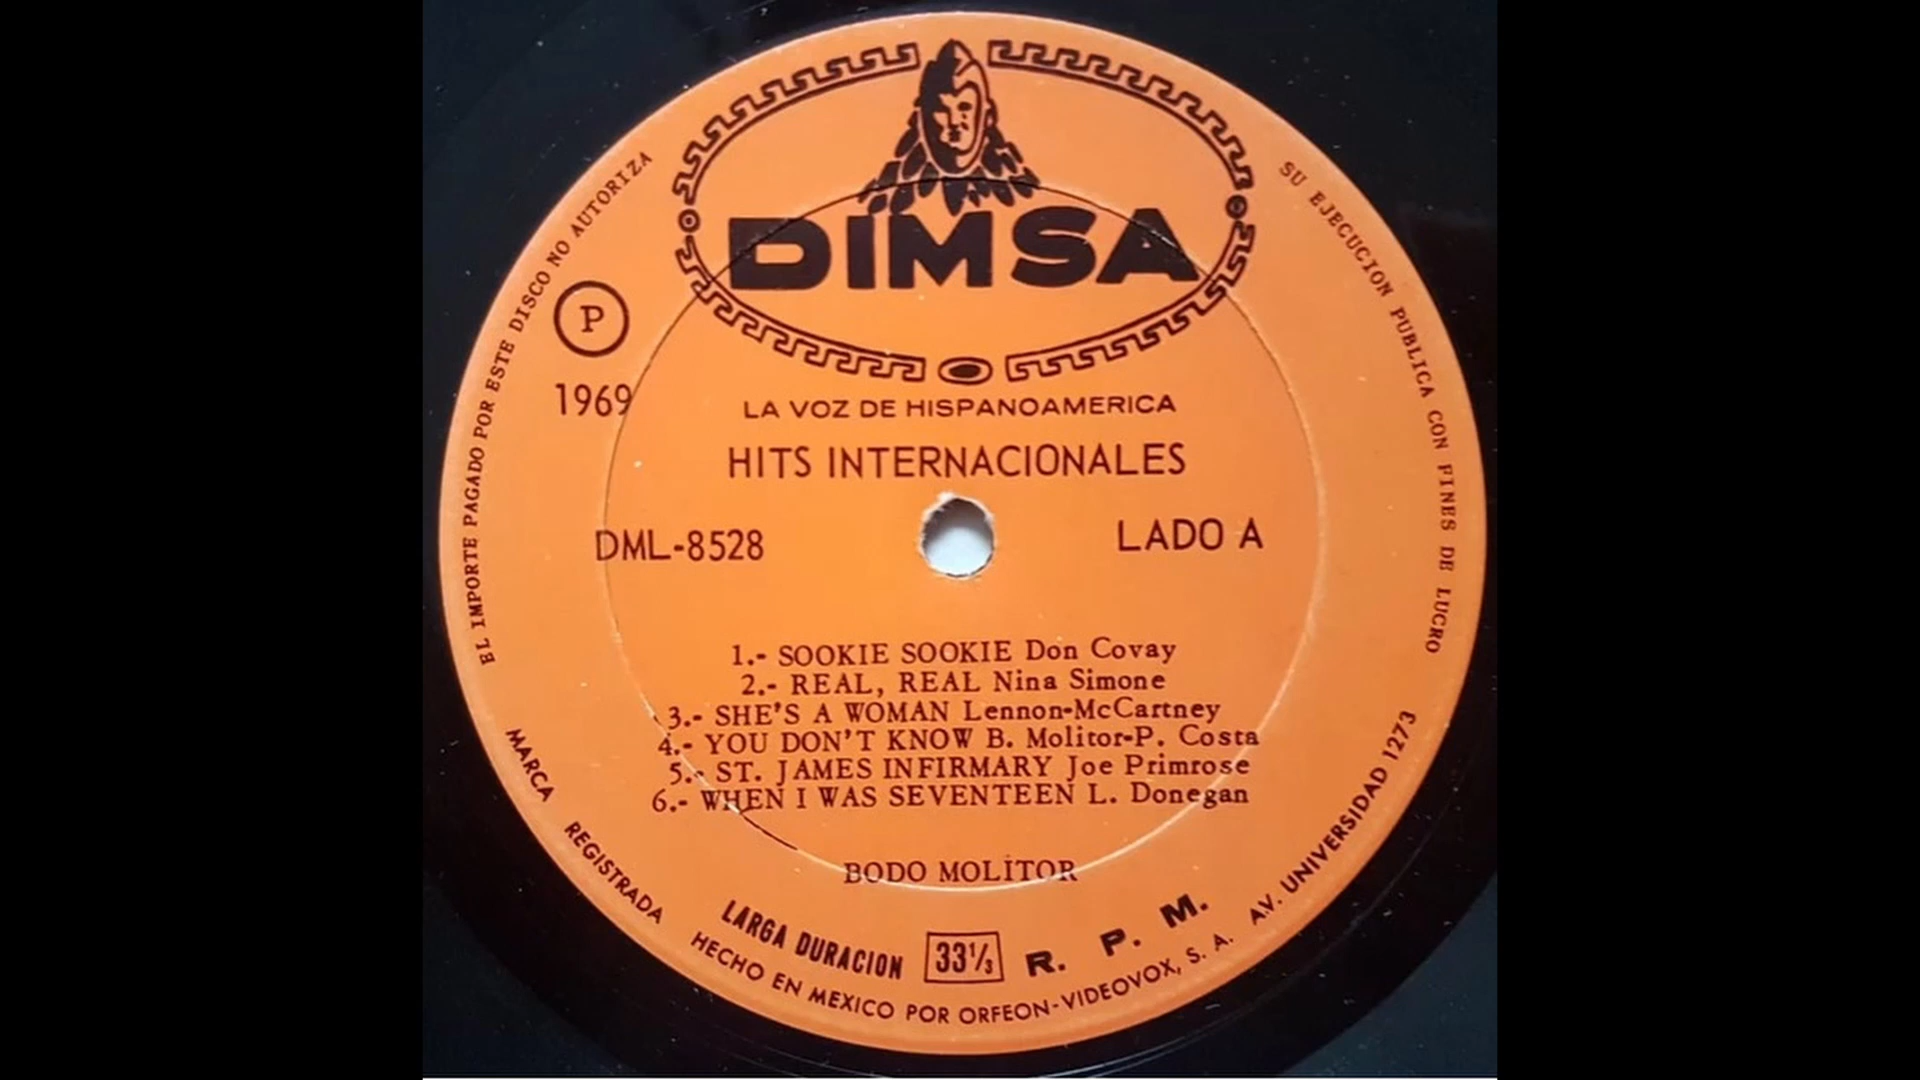 EL IMPORTE PAGADO POR ESTE DISCO NO AUTORIZA
SU EJECUCION PUBLICA CON FINES DE LUCRO
DIMSA
P
1969
LA VOZ DE HISPANOAMERICA
HITS INTERNACIONALES
DML-8528
LADO A
1.- SOOKIE SOOKIE Don Covay
2.- REAL, REAL Nina Simone
3.- SHE'S A WOMAN Lennon-McCartney
4.- YOU DON'T KNOW B. Molitor-P. Costa
5.- ST. JAMES INFIRMARY Joe Primrose
6.- WHEN I WAS SEVENTEEN L. Donegan
BODO MOLITOR
LARGA DURACION 33⅓ R. P. M.
MARCA REGISTRADA HECHO EN MEXICO POR ORFEON-VIDEOVOX, S. A. AV. UNIVERSIDAD 1273